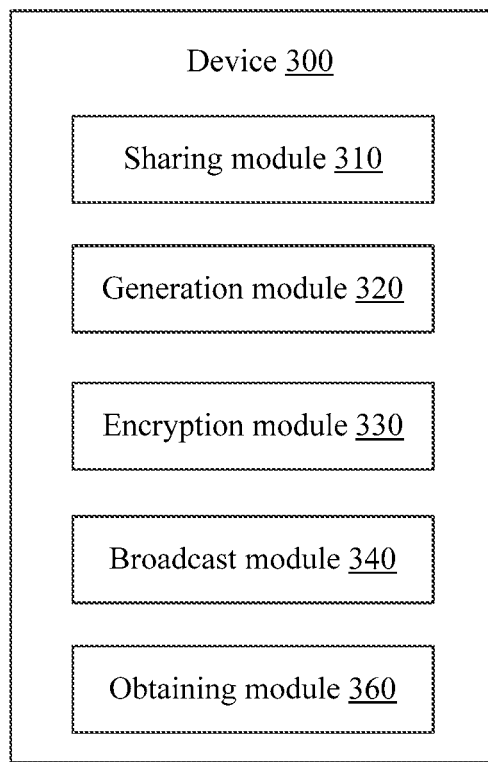 Device 300
Sharing module 310
Generation module 320
Encryption module 330
Broadcast module 340
Obtaining module 360